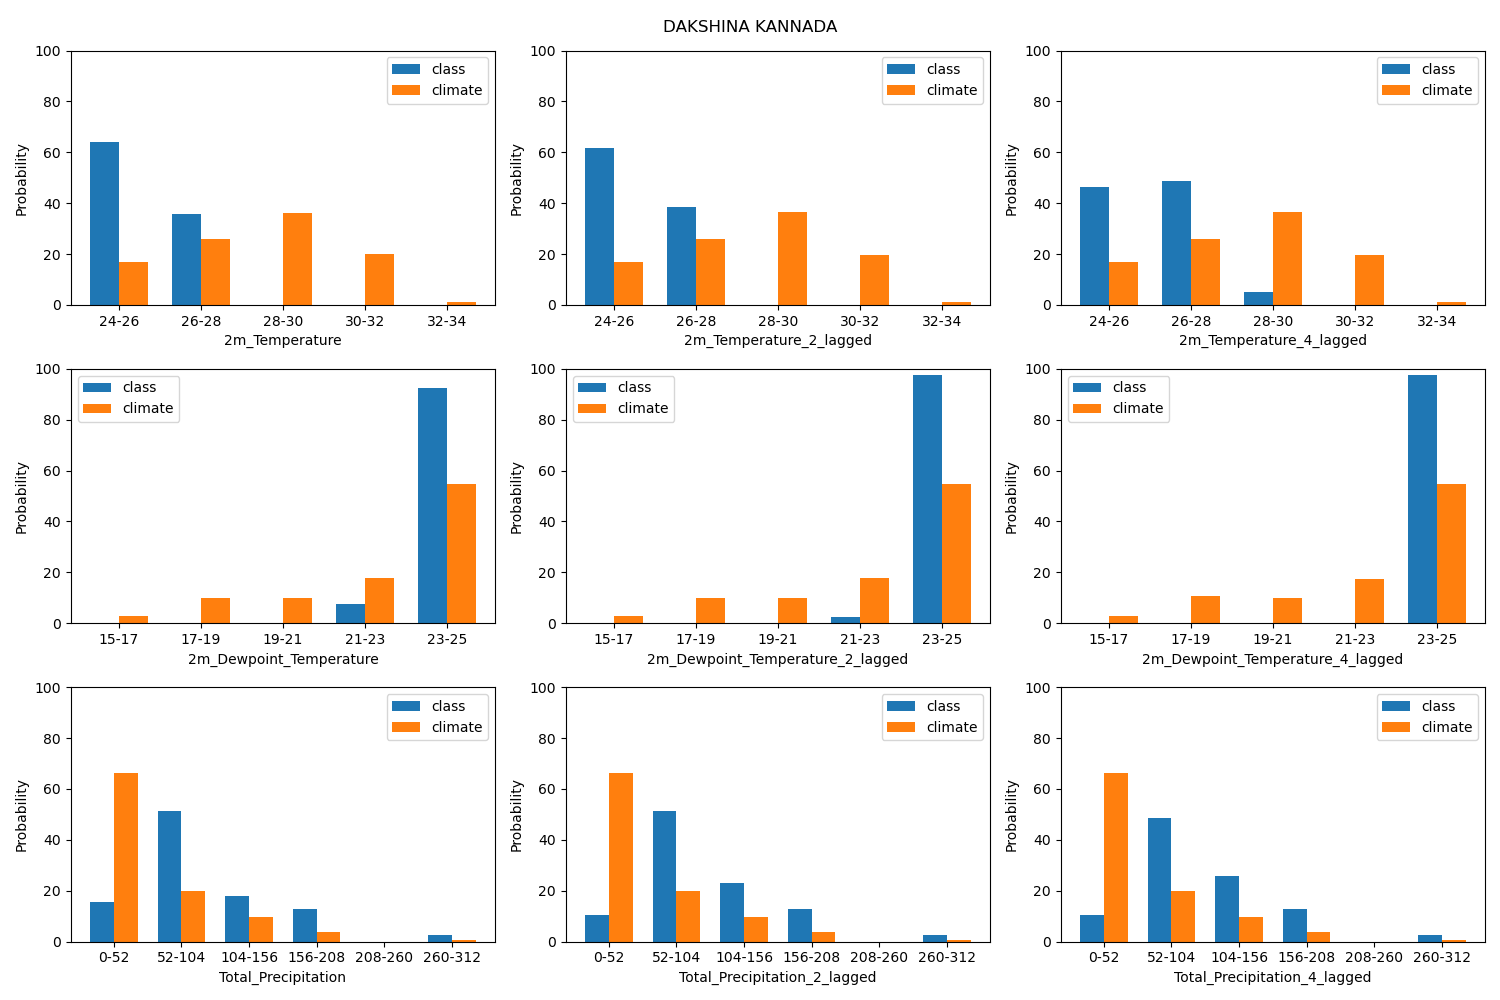 DAKSHINA KANNADA
100
80
60
40
20
0
Probability
class
climate
24-26 26-28 28-30 30-32 32-34
2m_Temperature
100
80
60
40
20
0
Probability
class
climate
24-26 26-28 28-30 30-32 32-34
2m_Temperature_2_lagged
100
80
60
40
20
0
Probability
class
climate
24-26 26-28 28-30 30-32 32-34
2m_Temperature_4_lagged
100
80
60
40
20
0
Probability
class
climate
15-17 17-19 19-21 21-23 23-25
2m_Dewpoint_Temperature
100
80
60
40
20
0
Probability
class
climate
15-17 17-19 19-21 21-23 23-25
2m_Dewpoint_Temperature_2_lagged
100
80
60
40
20
0
Probability
class
climate
15-17 17-19 19-21 21-23 23-25
2m_Dewpoint_Temperature_4_lagged
100
80
60
40
20
0
Probability
class
climate
0-52 52-104 104-156 156-208 208-260 260-312
Total_Precipitation
100
80
60
40
20
0
Probability
class
climate
0-52 52-104 104-156 156-208 208-260 260-312
Total_Precipitation_2_lagged
100
80
60
40
20
0
Probability
class
climate
0-52 52-104 104-156 156-208 208-260 260-312
Total_Precipitation_4_lagged